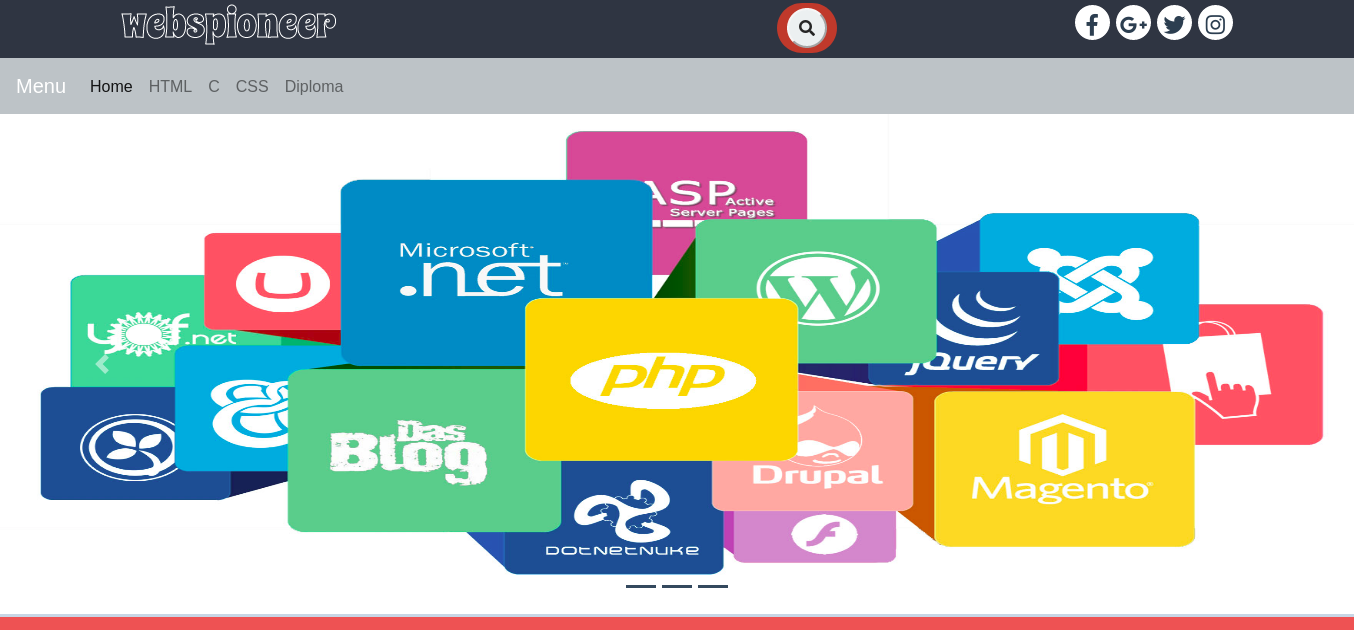 webspioneer
Menu Home HTML C CSS Diploma
ASP
Active
Server Pages
Microsoft
.net
.net
jQuery
php
Das
Blog
Drupal
Magento
DOTNETNUKE